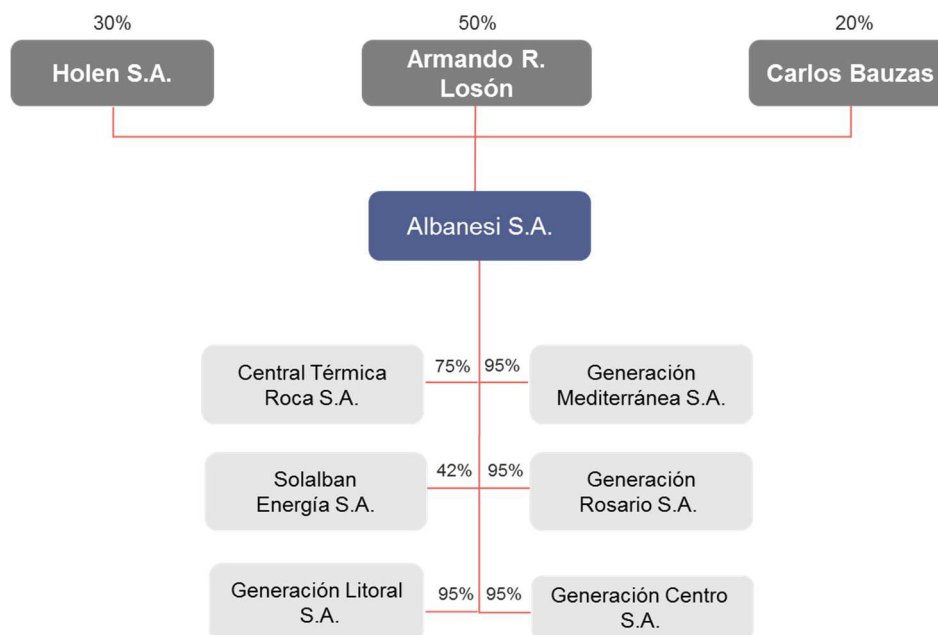 30%
50%
20%
Holen S.A.
Armando R.
Losón
Carlos Bauzas
Albanesi S.A.
Central Térmica
Roca S.A.
75%
95%
Generación
Mediterránea S.A.
Solalban
Energía S.A.
42%
95%
Generación
Rosario S.A.
Generación Litoral
S.A.
95%
95%
Generación Centro
S.A.